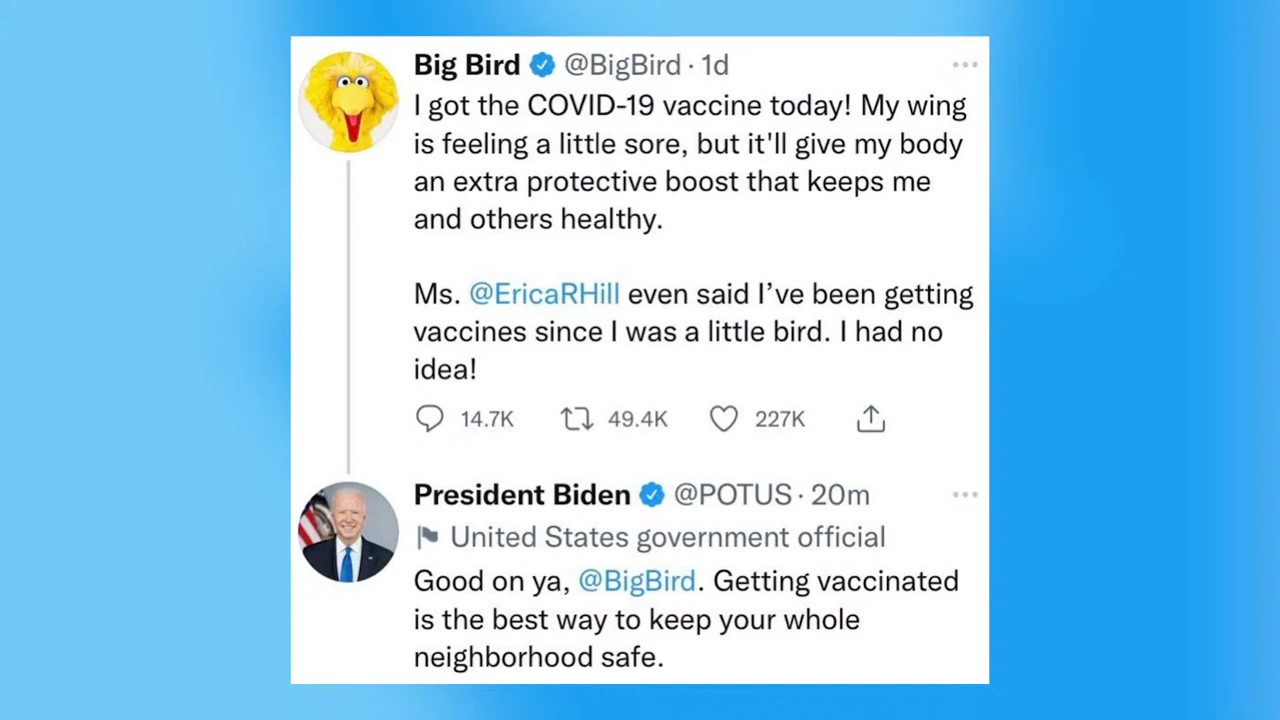 Big Bird @BigBird · 1d
I got the COVID-19 vaccine today! My wing
is feeling a little sore, but it'll give my body
an extra protective boost that keeps me
and others healthy.
Ms. @EricaRHill even said I’ve been getting
vaccines since I was a little bird. I had no
idea!
14.7K 49.4K 227K
President Biden @POTUS · 20m
United States government official
Good on ya, @BigBird. Getting vaccinated
is the best way to keep your whole
neighborhood safe.